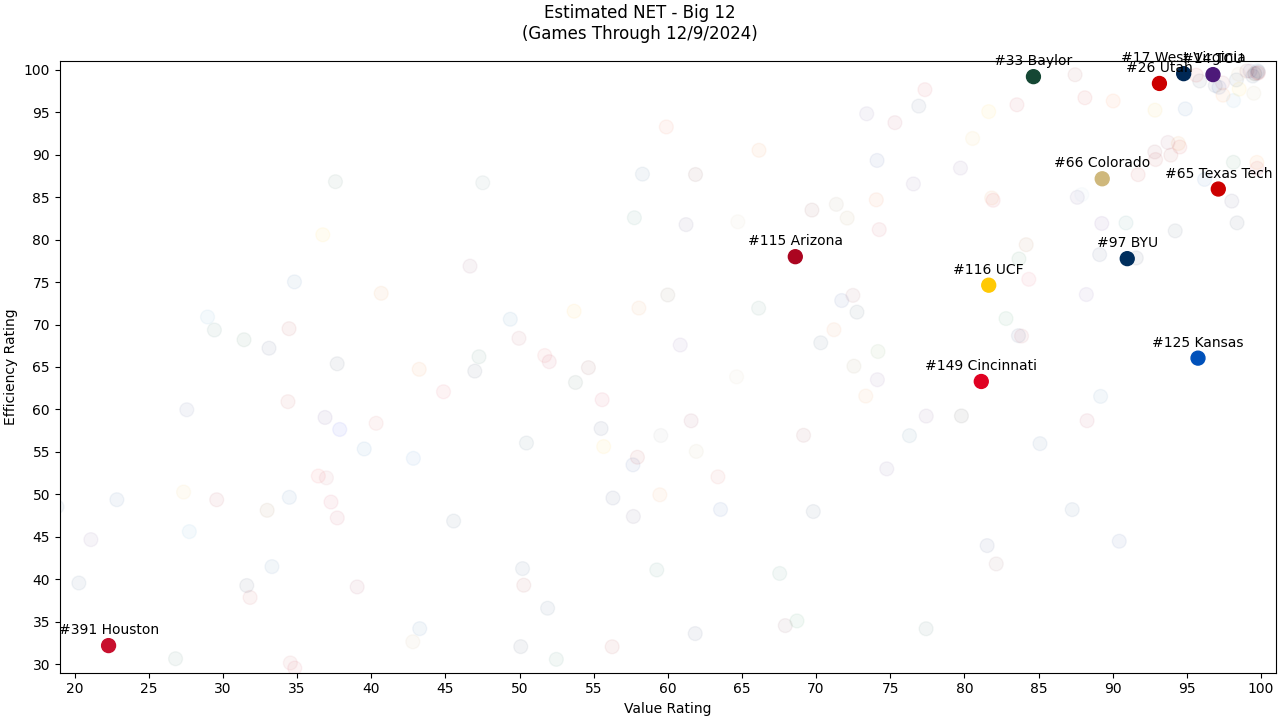 Estimated NET - Big 12
(Games Through 12/9/2024)
#33 Baylor
#17 West Virginia
#14 TCU
#26 Utah
#66 Colorado
#65 Texas Tech
#115 Arizona
#97 BYU
#116 UCF
#125 Kansas
#149 Cincinnati
#391 Houston
Efficiency Rating
100
95
90
85
80
75
70
65
60
55
50
45
40
35
30
20 25 30 35 40 45 50 55 60 65 70 75 80 85 90 95 100
Value Rating